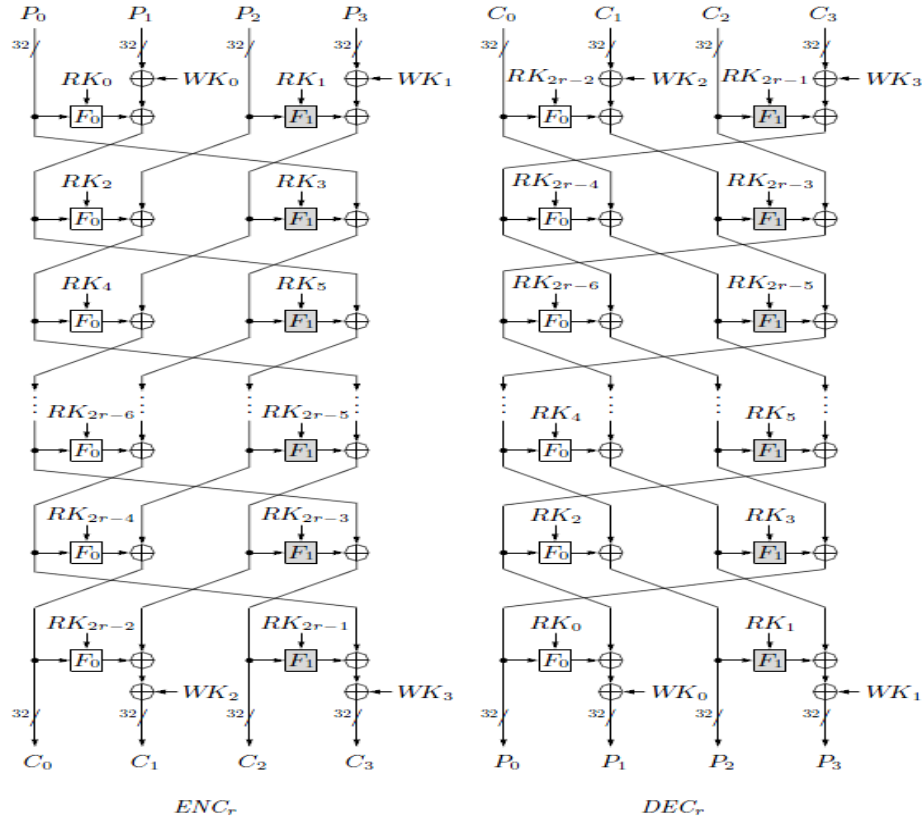 P₀ P₁ P₂ P₃ C₀ C₁ C₂ C₃
32 32 32 32 32 32 32 32
RK₀ WK₀ RK₁ WK₁ RK₂ᵣ₋₂ WK₂ RK₂ᵣ₋₁ WK₃
F₀ F₁ F₀ F₁
RK₂ RK₃ RK₂ᵣ₋₄ RK₂ᵣ₋₃
F₀ F₁ F₀ F₁
RK₄ RK₅ RK₂ᵣ₋₆ RK₂ᵣ₋₅
F₀ F₁ F₀ F₁
RK₂ᵣ₋₆ RK₂ᵣ₋₅ RK₄ RK₅
F₀ F₁ F₀ F₁
RK₂ᵣ₋₄ RK₂ᵣ₋₃ RK₂ RK₃
F₀ F₁ F₀ F₁
RK₂ᵣ₋₂ RK₂ᵣ₋₁ RK₀ RK₁
F₀ F₁ F₀ F₁
WK₂ WK₃ WK₀ WK₁
32 32 32 32 32 32 32 32
C₀ C₁ C₂ C₃ P₀ P₁ P₂ P₃
ENCᵣ DECᵣ